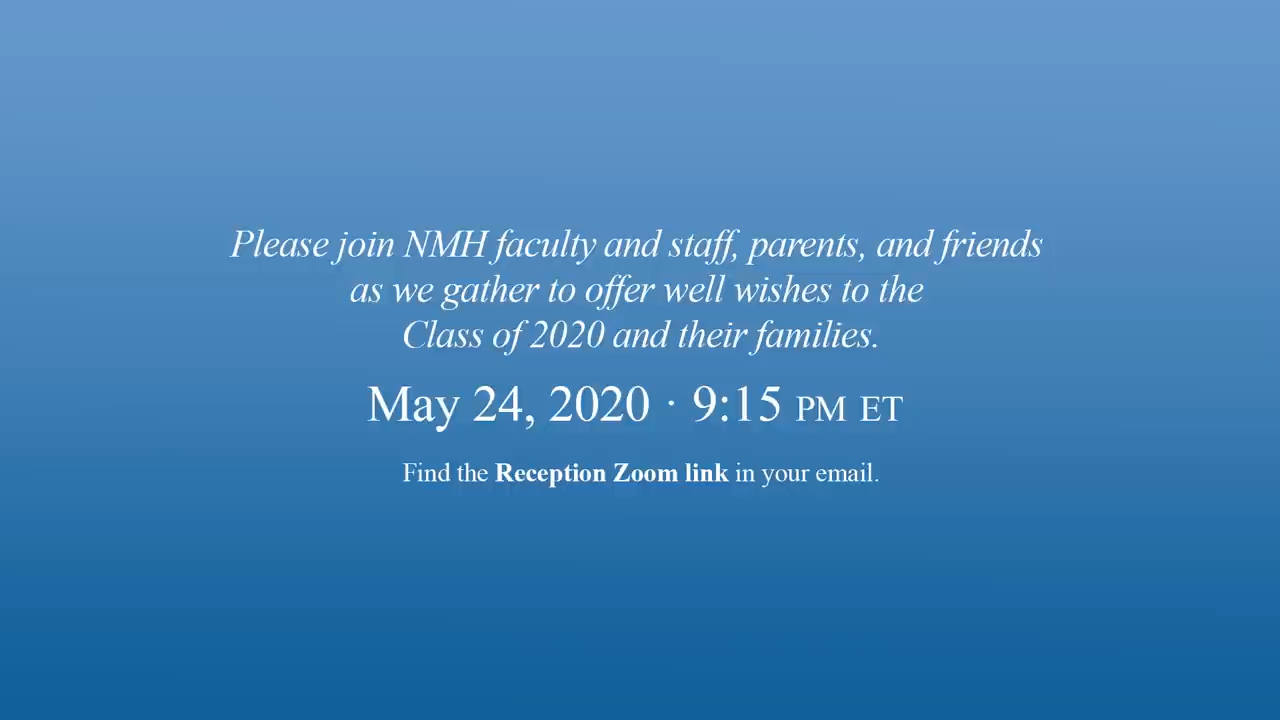 Please join NMH faculty and staff, parents, and friends
as we gather to offer well wishes to the
Class of 2020 and their families.
May 24, 2020 · 9:15 PM ET
Find the Reception Zoom link in your email.